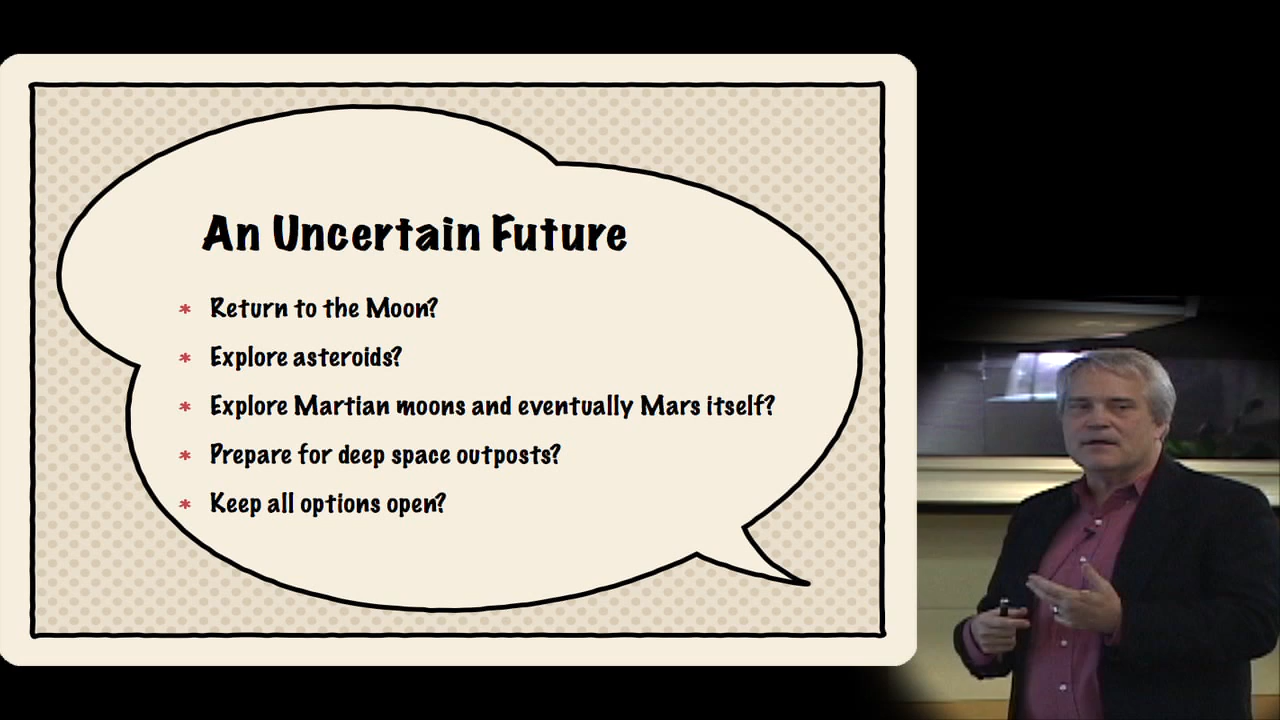 An Uncertain Future
* Return to the Moon?
* Explore asteroids?
* Explore Martian moons and eventually Mars itself?
* Prepare for deep space outposts?
* Keep all options open?